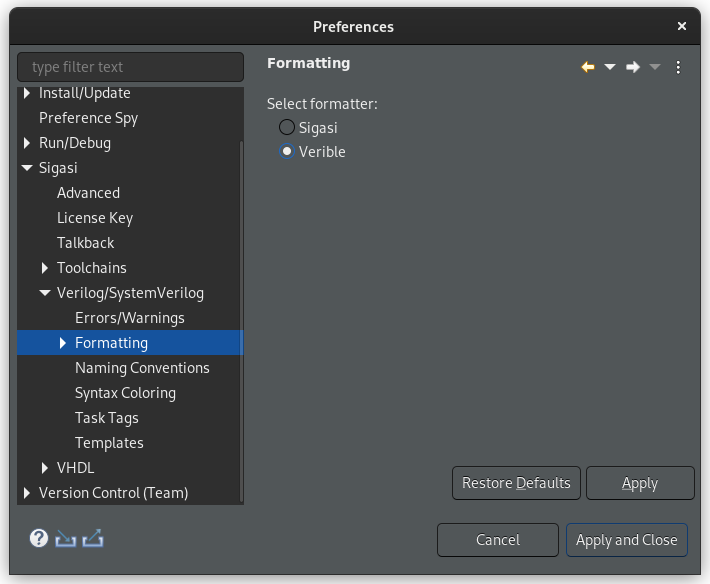 Preferences
type filter text
Install/Update
Preference Spy
Run/Debug
Sigasi
Advanced
License Key
Talkback
Toolchains
Verilog/SystemVerilog
Errors/Warnings
Formatting
Naming Conventions
Syntax Coloring
Task Tags
Templates
VHDL
Version Control (Team)
Formatting
Select formatter:
Sigasi
Verible
Restore Defaults
Apply
Cancel
Apply and Close